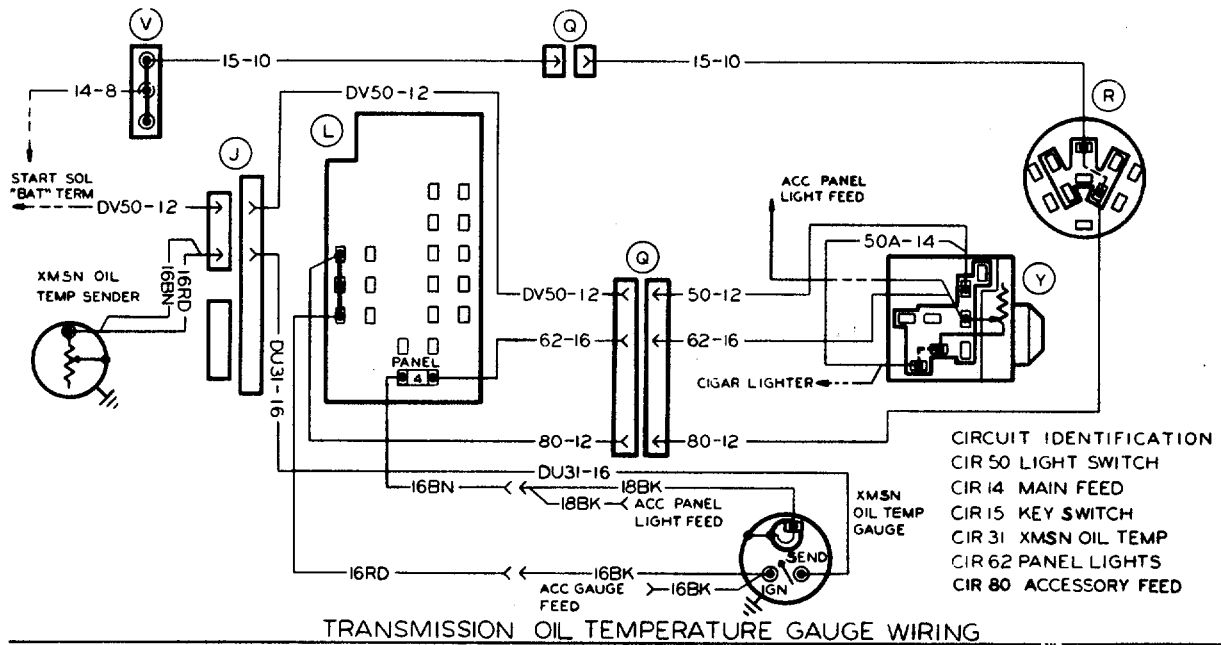 V
Q
15-10
15-10
14-8
DV50-12
R
L
J
START SOL
"BAT" TERM
DV50-12
ACC PANEL
LIGHT FEED
50A-14
Q
Y
XMSN OIL
TEMP SENDER
16BN
16RD
DV50-12
50-12
62-16
62-16
DU31-16
PANEL
4
CIGAR LIGHTER
80-12
80-12
CIRCUIT IDENTIFICATION
CIR 50 LIGHT SWITCH
CIR 14 MAIN FEED
CIR 15 KEY SWITCH
CIR 31 XMSN OIL TEMP
CIR 62 PANEL LIGHTS
CIR 80 ACCESSORY FEED
DU31-16
16BN
18BK
18BK
ACC PANEL
LIGHT FEED
XMSN
OIL TEMP
GAUGE
SEND
IGN
16RD
16BK
16BK
ACC GAUGE
FEED
TRANSMISSION OIL TEMPERATURE GAUGE WIRING